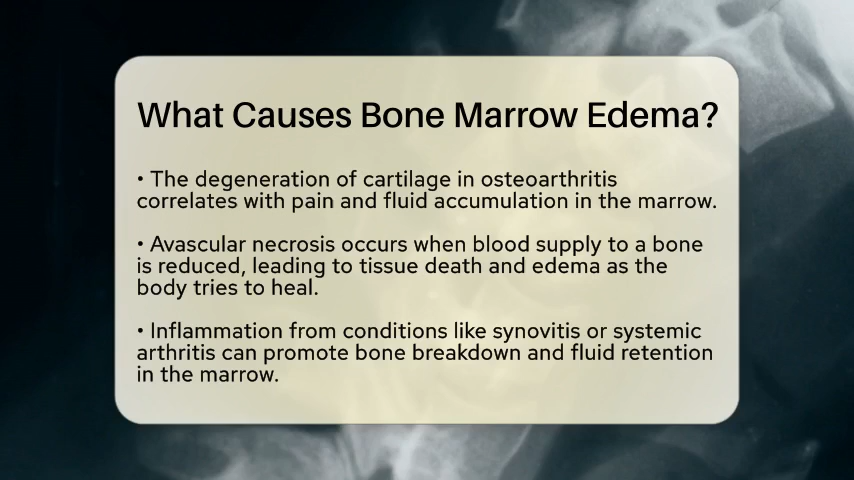 What Causes Bone Marrow Edema?
• The degeneration of cartilage in osteoarthritis
correlates with pain and fluid accumulation in the marrow.
• Avascular necrosis occurs when blood supply to a bone
is reduced, leading to tissue death and edema as the
body tries to heal.
• Inflammation from conditions like synovitis or systemic
arthritis can promote bone breakdown and fluid retention
in the marrow.